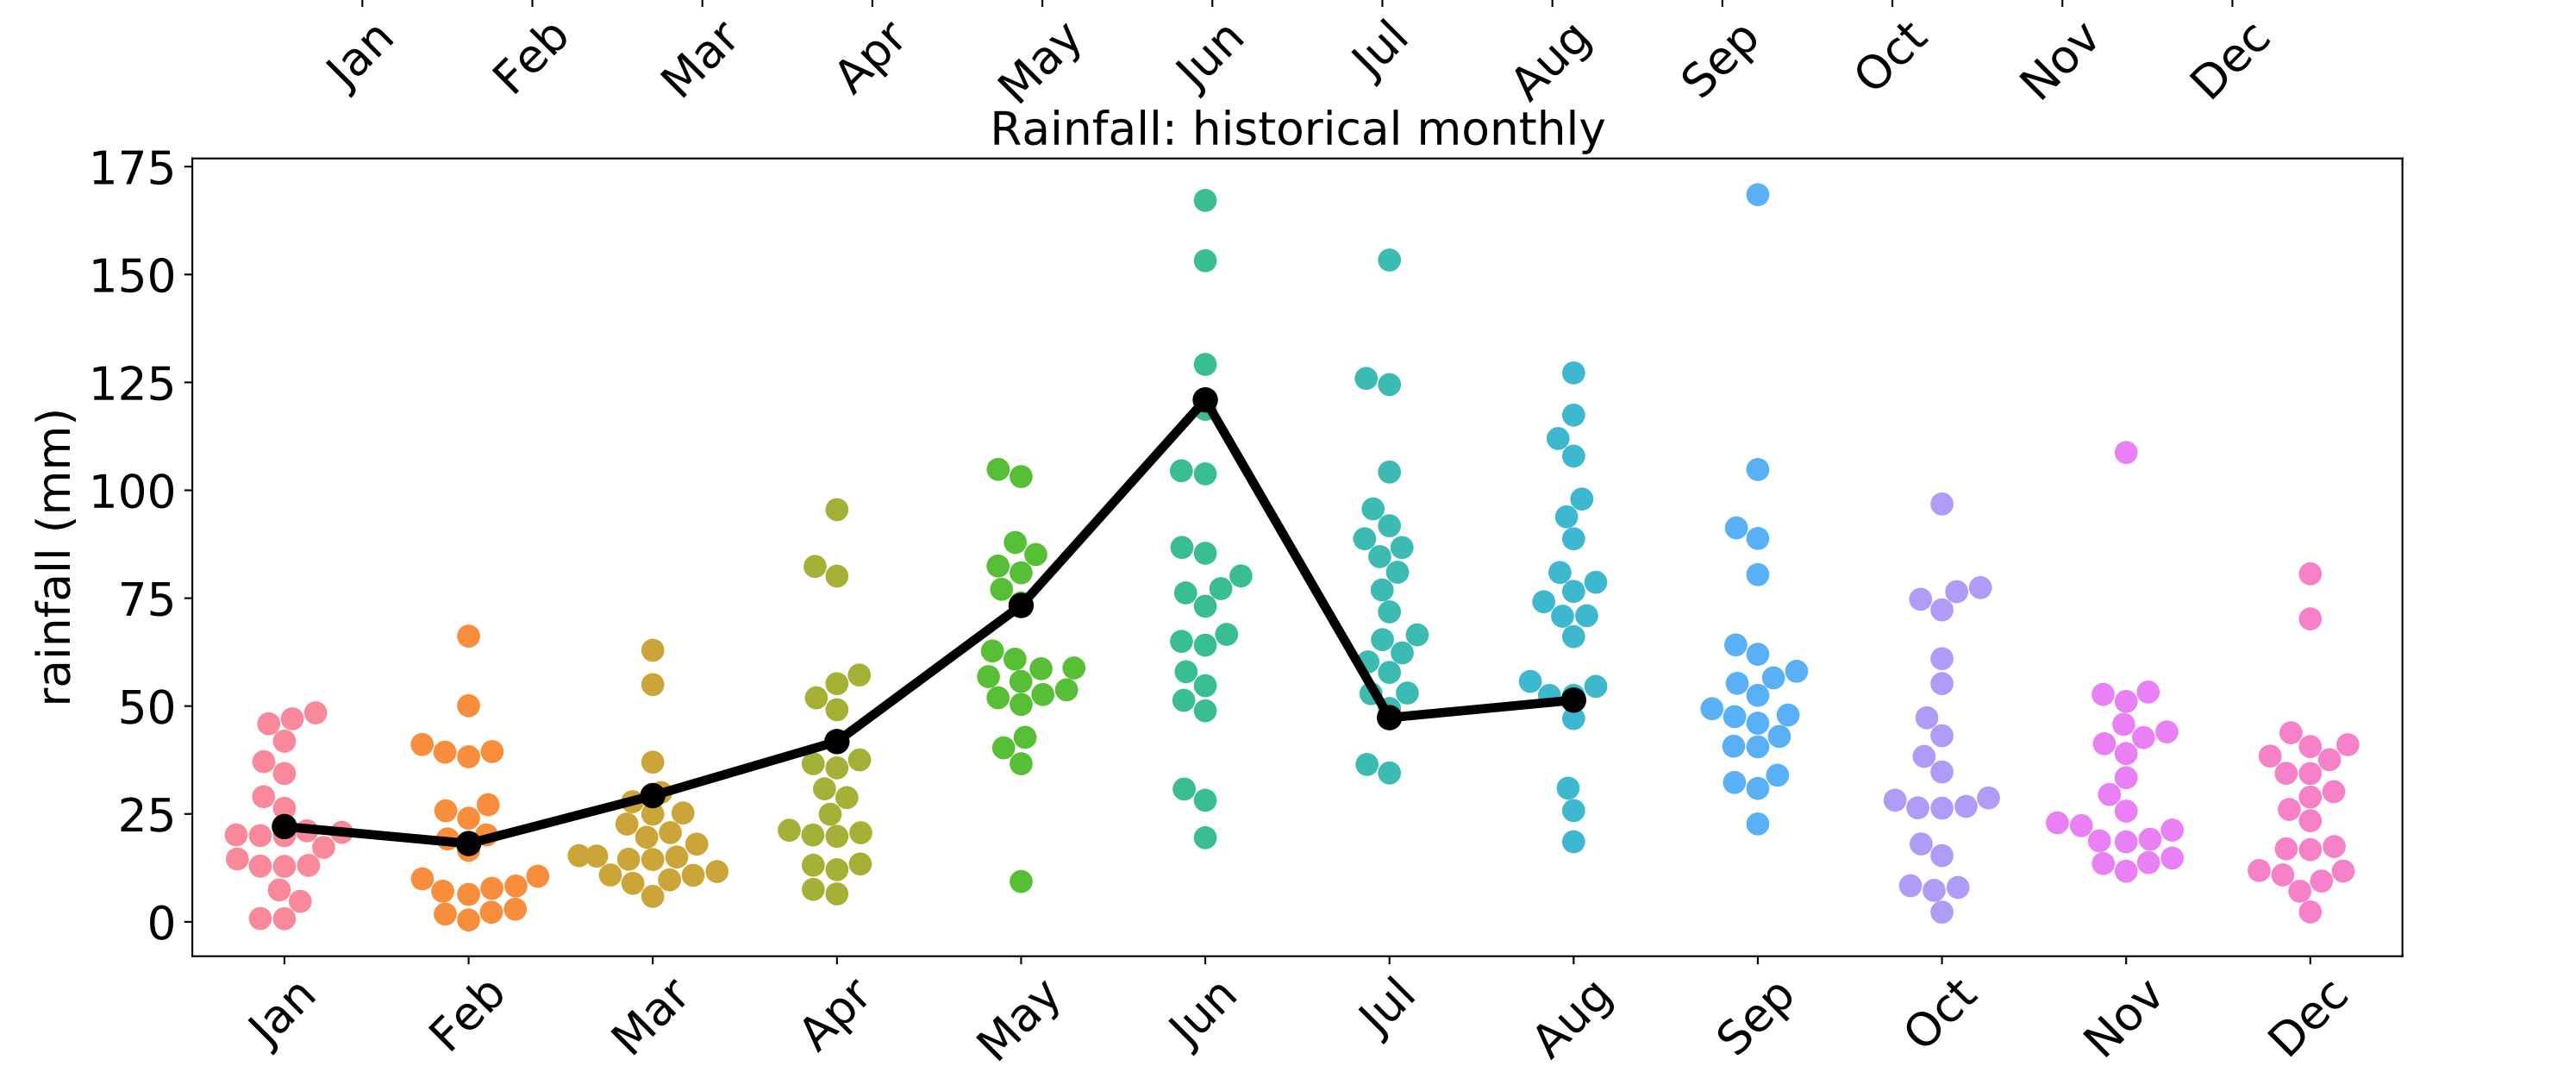 Jan Feb Mar Apr May Jun Jul Aug Sep Oct Nov Dec
Rainfall: historical monthly
175
150
125
100
75
50
25
0
rainfall (mm)
Jan Feb Mar Apr May Jun Jul Aug Sep Oct Nov Dec